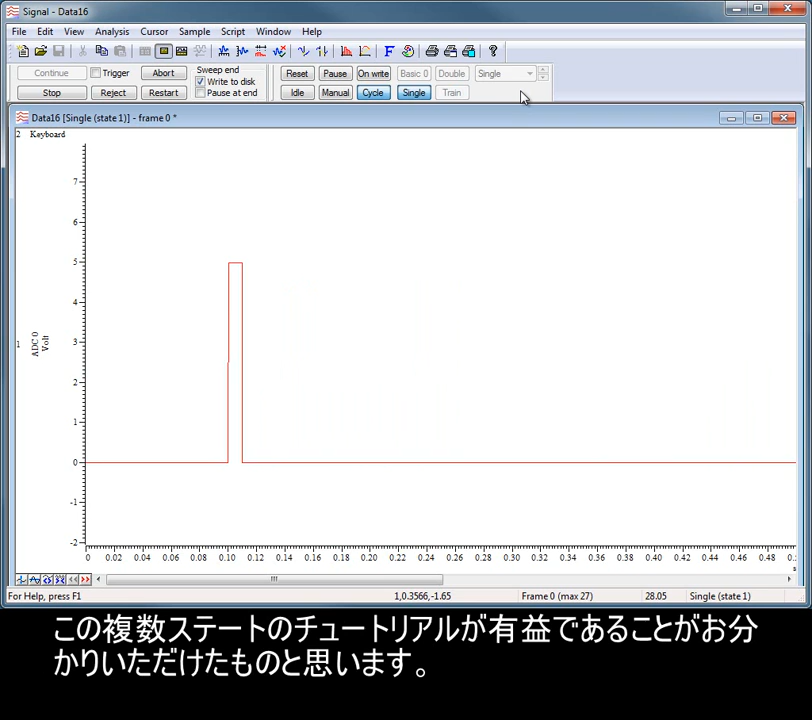 Signal - Data16
File Edit View Analysis Cursor Sample Script Window Help
Continue Trigger Abort Sweep end Reset Pause On write Basic 0 Double Single
Write to disk
Stop Reject Restart Pause at end Idle Manual Cycle Single Train
Data16 [Single (state 1)] - frame 0 *
2 Keyboard
7
6
5
4
3
1 ADC 0 Volt
2
1
0
-1
-2
0 0.02 0.04 0.06 0.08 0.10 0.12 0.14 0.16 0.18 0.20 0.22 0.24 0.26 0.28 0.30 0.32 0.34 0.36 0.38 0.40 0.42 0.44 0.46 0.48
s
For Help, press F1 1,0.3566,-1.65 Frame 0 (max 27) 28.05 Single (state 1)
この複数ステートのチュートリアルが有益であることがお分
かりいただけたものと思います。